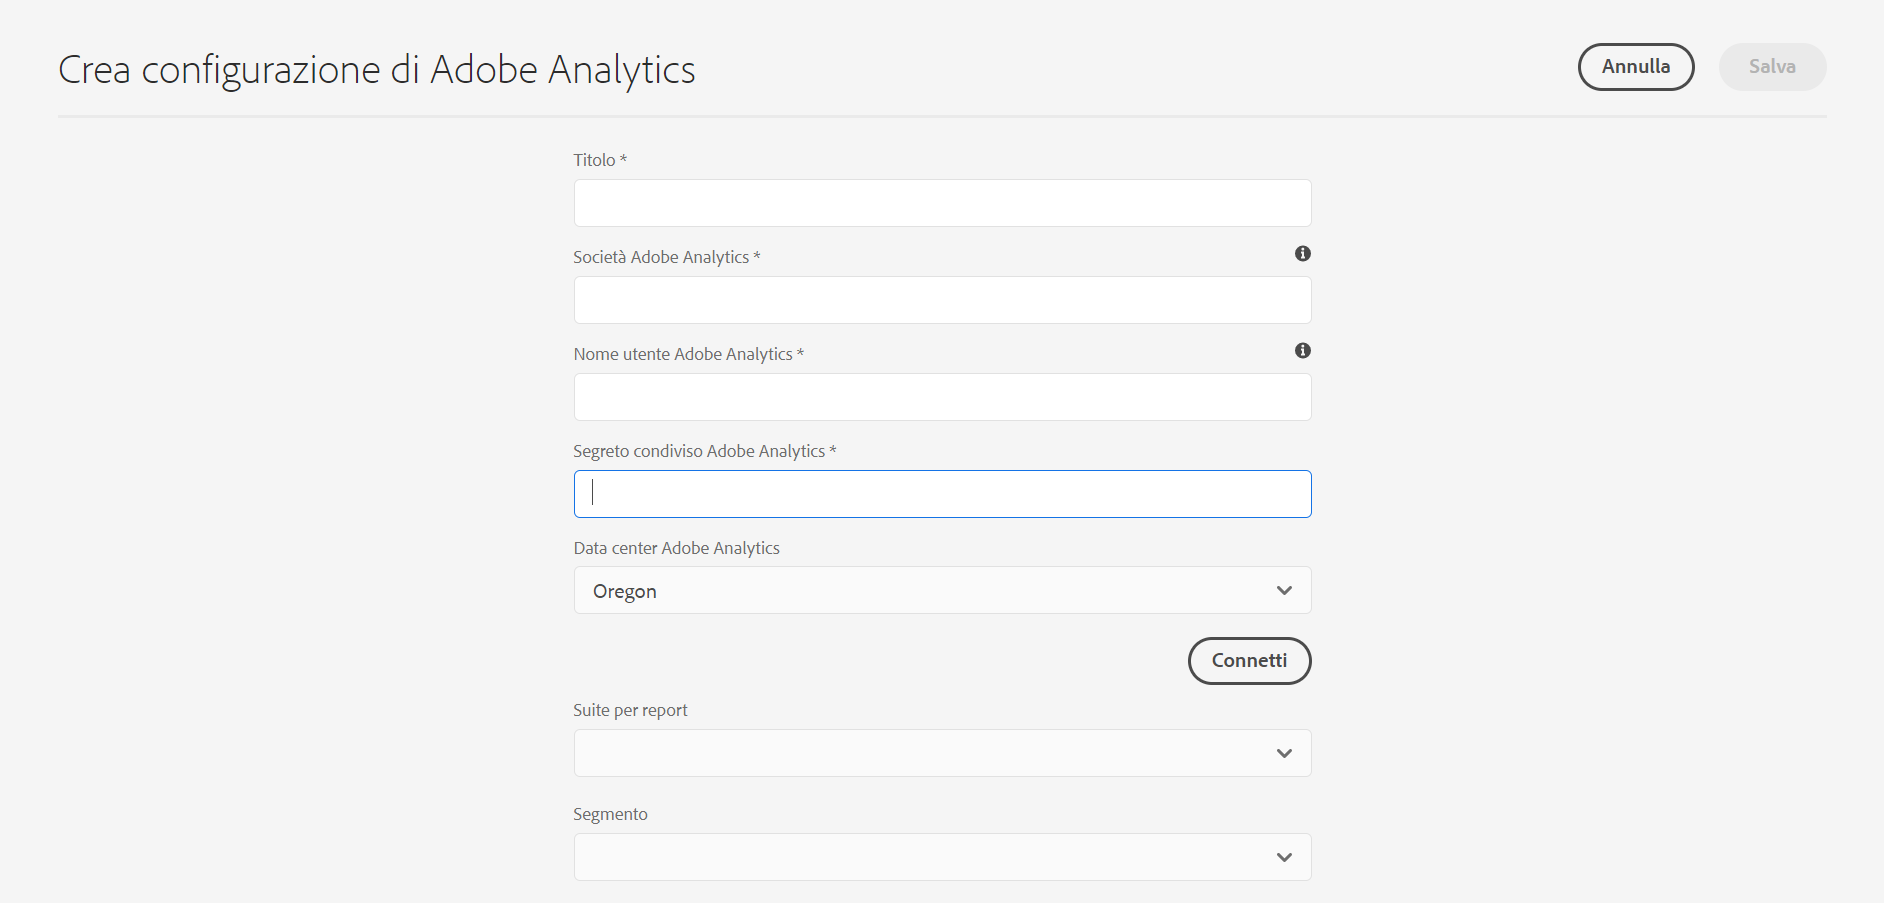 Crea configurazione di Adobe Analytics
Annulla
Salva
Titolo *
Società Adobe Analytics *
Nome utente Adobe Analytics *
Segreto condiviso Adobe Analytics *
Data center Adobe Analytics
Oregon
Connetti
Suite per report
Segmento